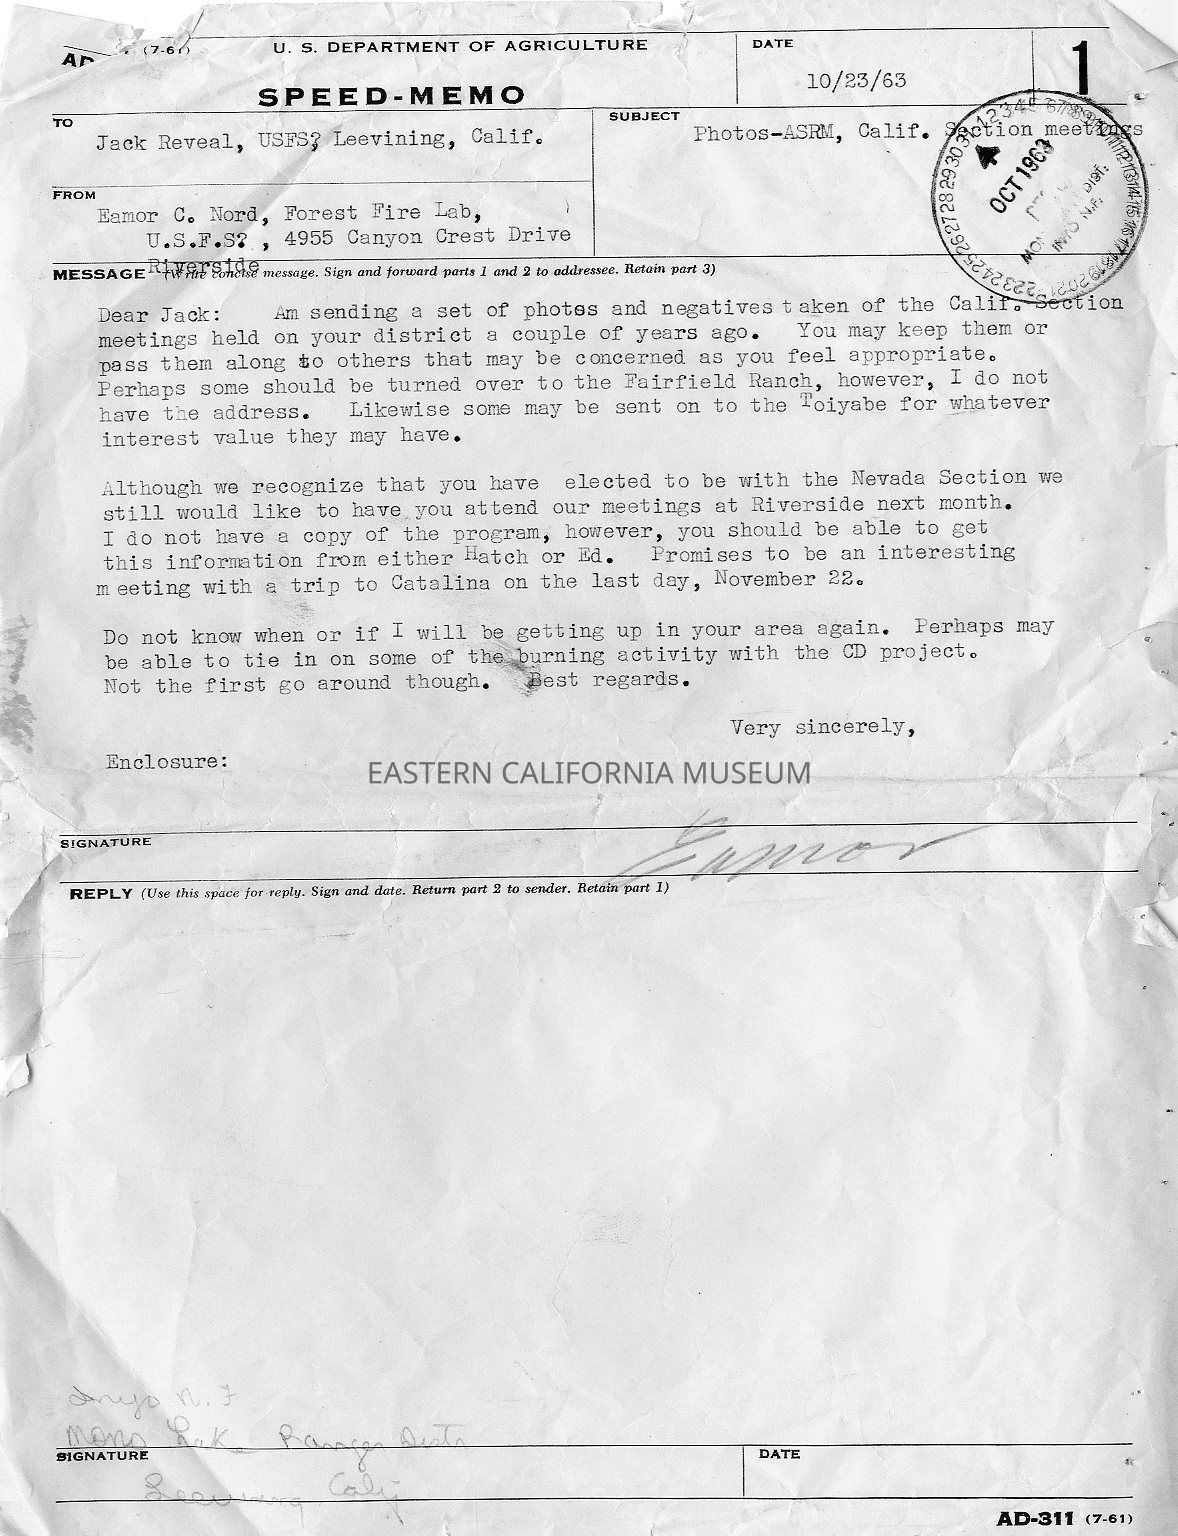 AD (7-61)
U. S. DEPARTMENT OF AGRICULTURE
SPEED-MEMO
DATE
10/23/63
1
TO
Jack Reveal, USFS? Leevining, Calif.
SUBJECT
Photos-ASRM, Calif. Section meetings
FROM
Eamor C. Nord, Forest Fire Lab,
U.S.F.S? , 4955 Canyon Crest Drive
Riverside
OCT 1963
DIST.
INYO N.F.
MESSAGE (Write concise message. Sign and forward parts 1 and 2 to addressee. Retain part 3)
Dear Jack: Am sending a set of photos and negatives taken of the Calif. Section
meetings held on your district a couple of years ago. You may keep them or
pass them along to others that may be concerned as you feel appropriate.
Perhaps some should be turned over to the Fairfield Ranch, however, I do not
have the address. Likewise some may be sent on to the Toiyabe for whatever
interest value they may have.
Although we recognize that you have elected to be with the Nevada Section we
still would like to have you attend our meetings at Riverside next month.
I do not have a copy of the program, however, you should be able to get
this information from either Hatch or Ed. Promises to be an interesting
m eeting with a trip to Catalina on the last day, November 22.
Do not know when or if I will be getting up in your area again. Perhaps may
be able to tie in on some of the burning activity with the CD project.
Not the first go around though. Best regards.
Very sincerely,
Enclosure:
EASTERN CALIFORNIA MUSEUM
SIGNATURE
Eamor
REPLY (Use this space for reply. Sign and date. Return part 2 to sender. Retain part 1)
Inyo N. F
Mono Lake Ranger Distr
SIGNATURE
DATE
Leevining Calif
AD-311 (7-61)